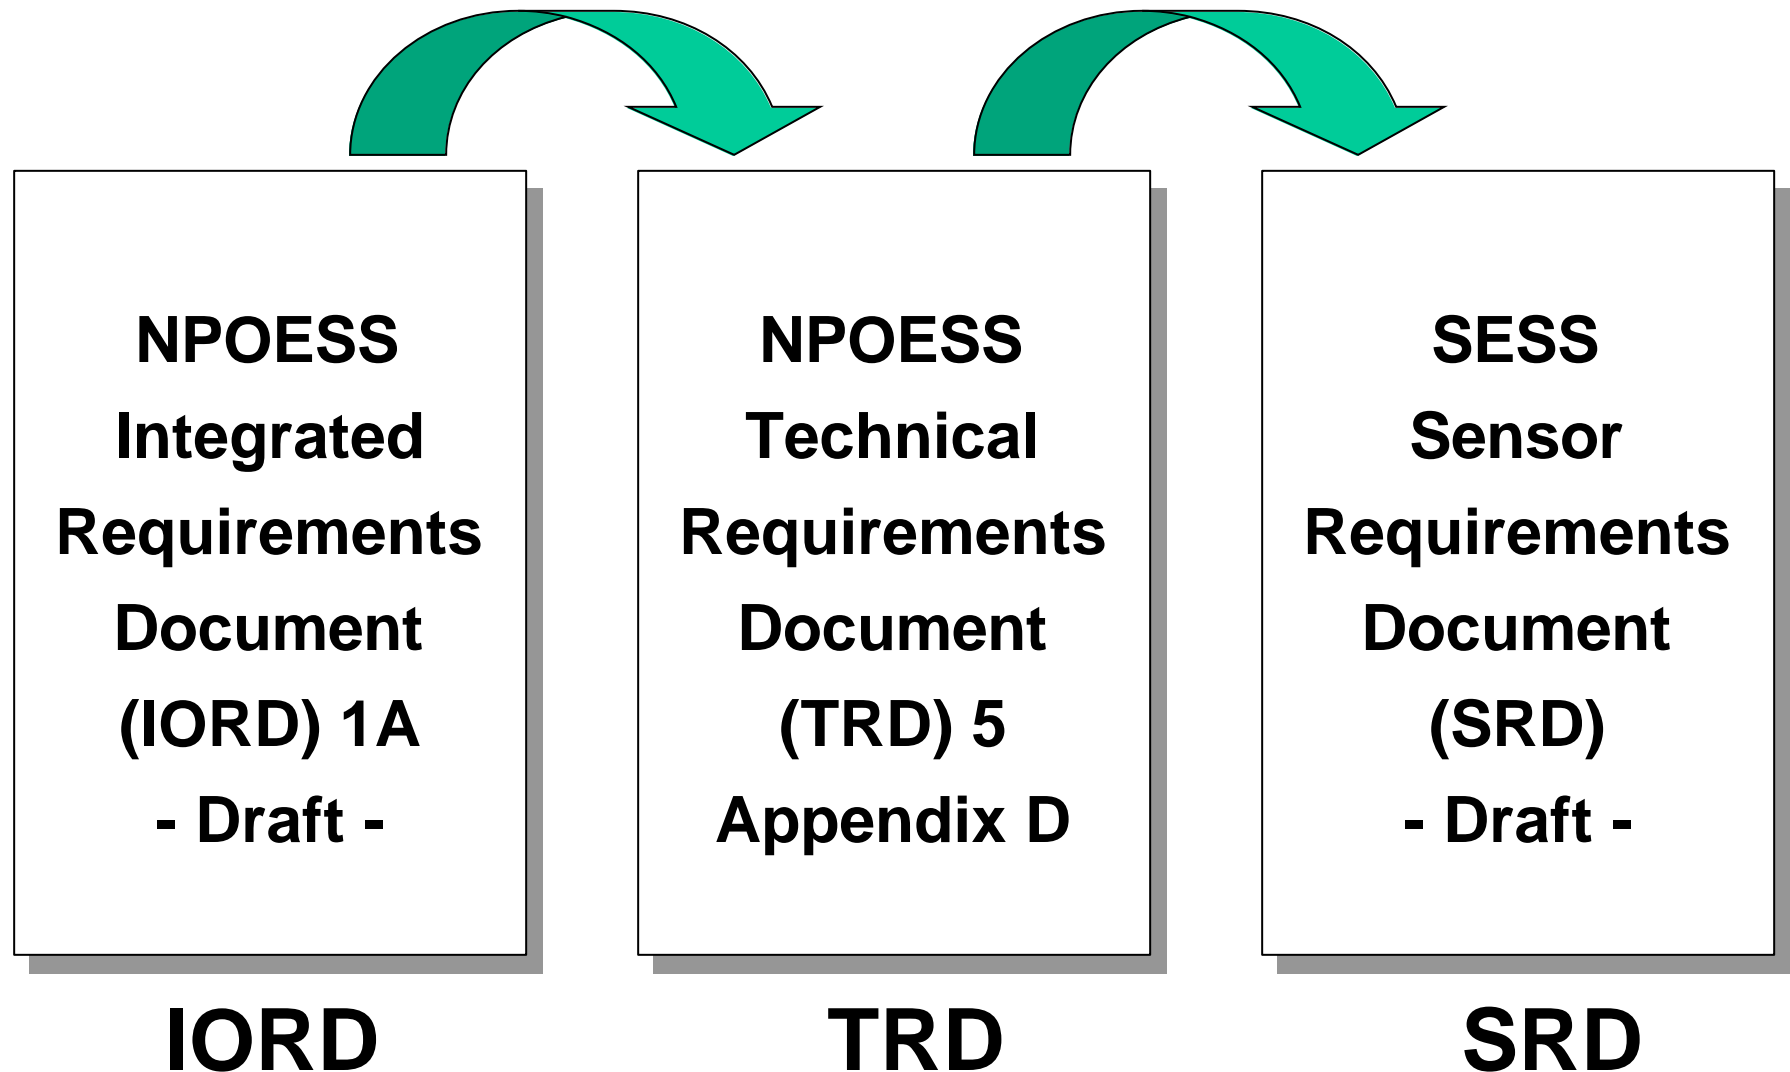 NPOESS
Integrated
Requirements
Document
(IORD) 1A
- Draft -
IORD
NPOESS
Technical
Requirements
Document
(TRD) 5
Appendix D
TRD
SESS
Sensor
Requirements
Document
(SRD)
- Draft -
SRD